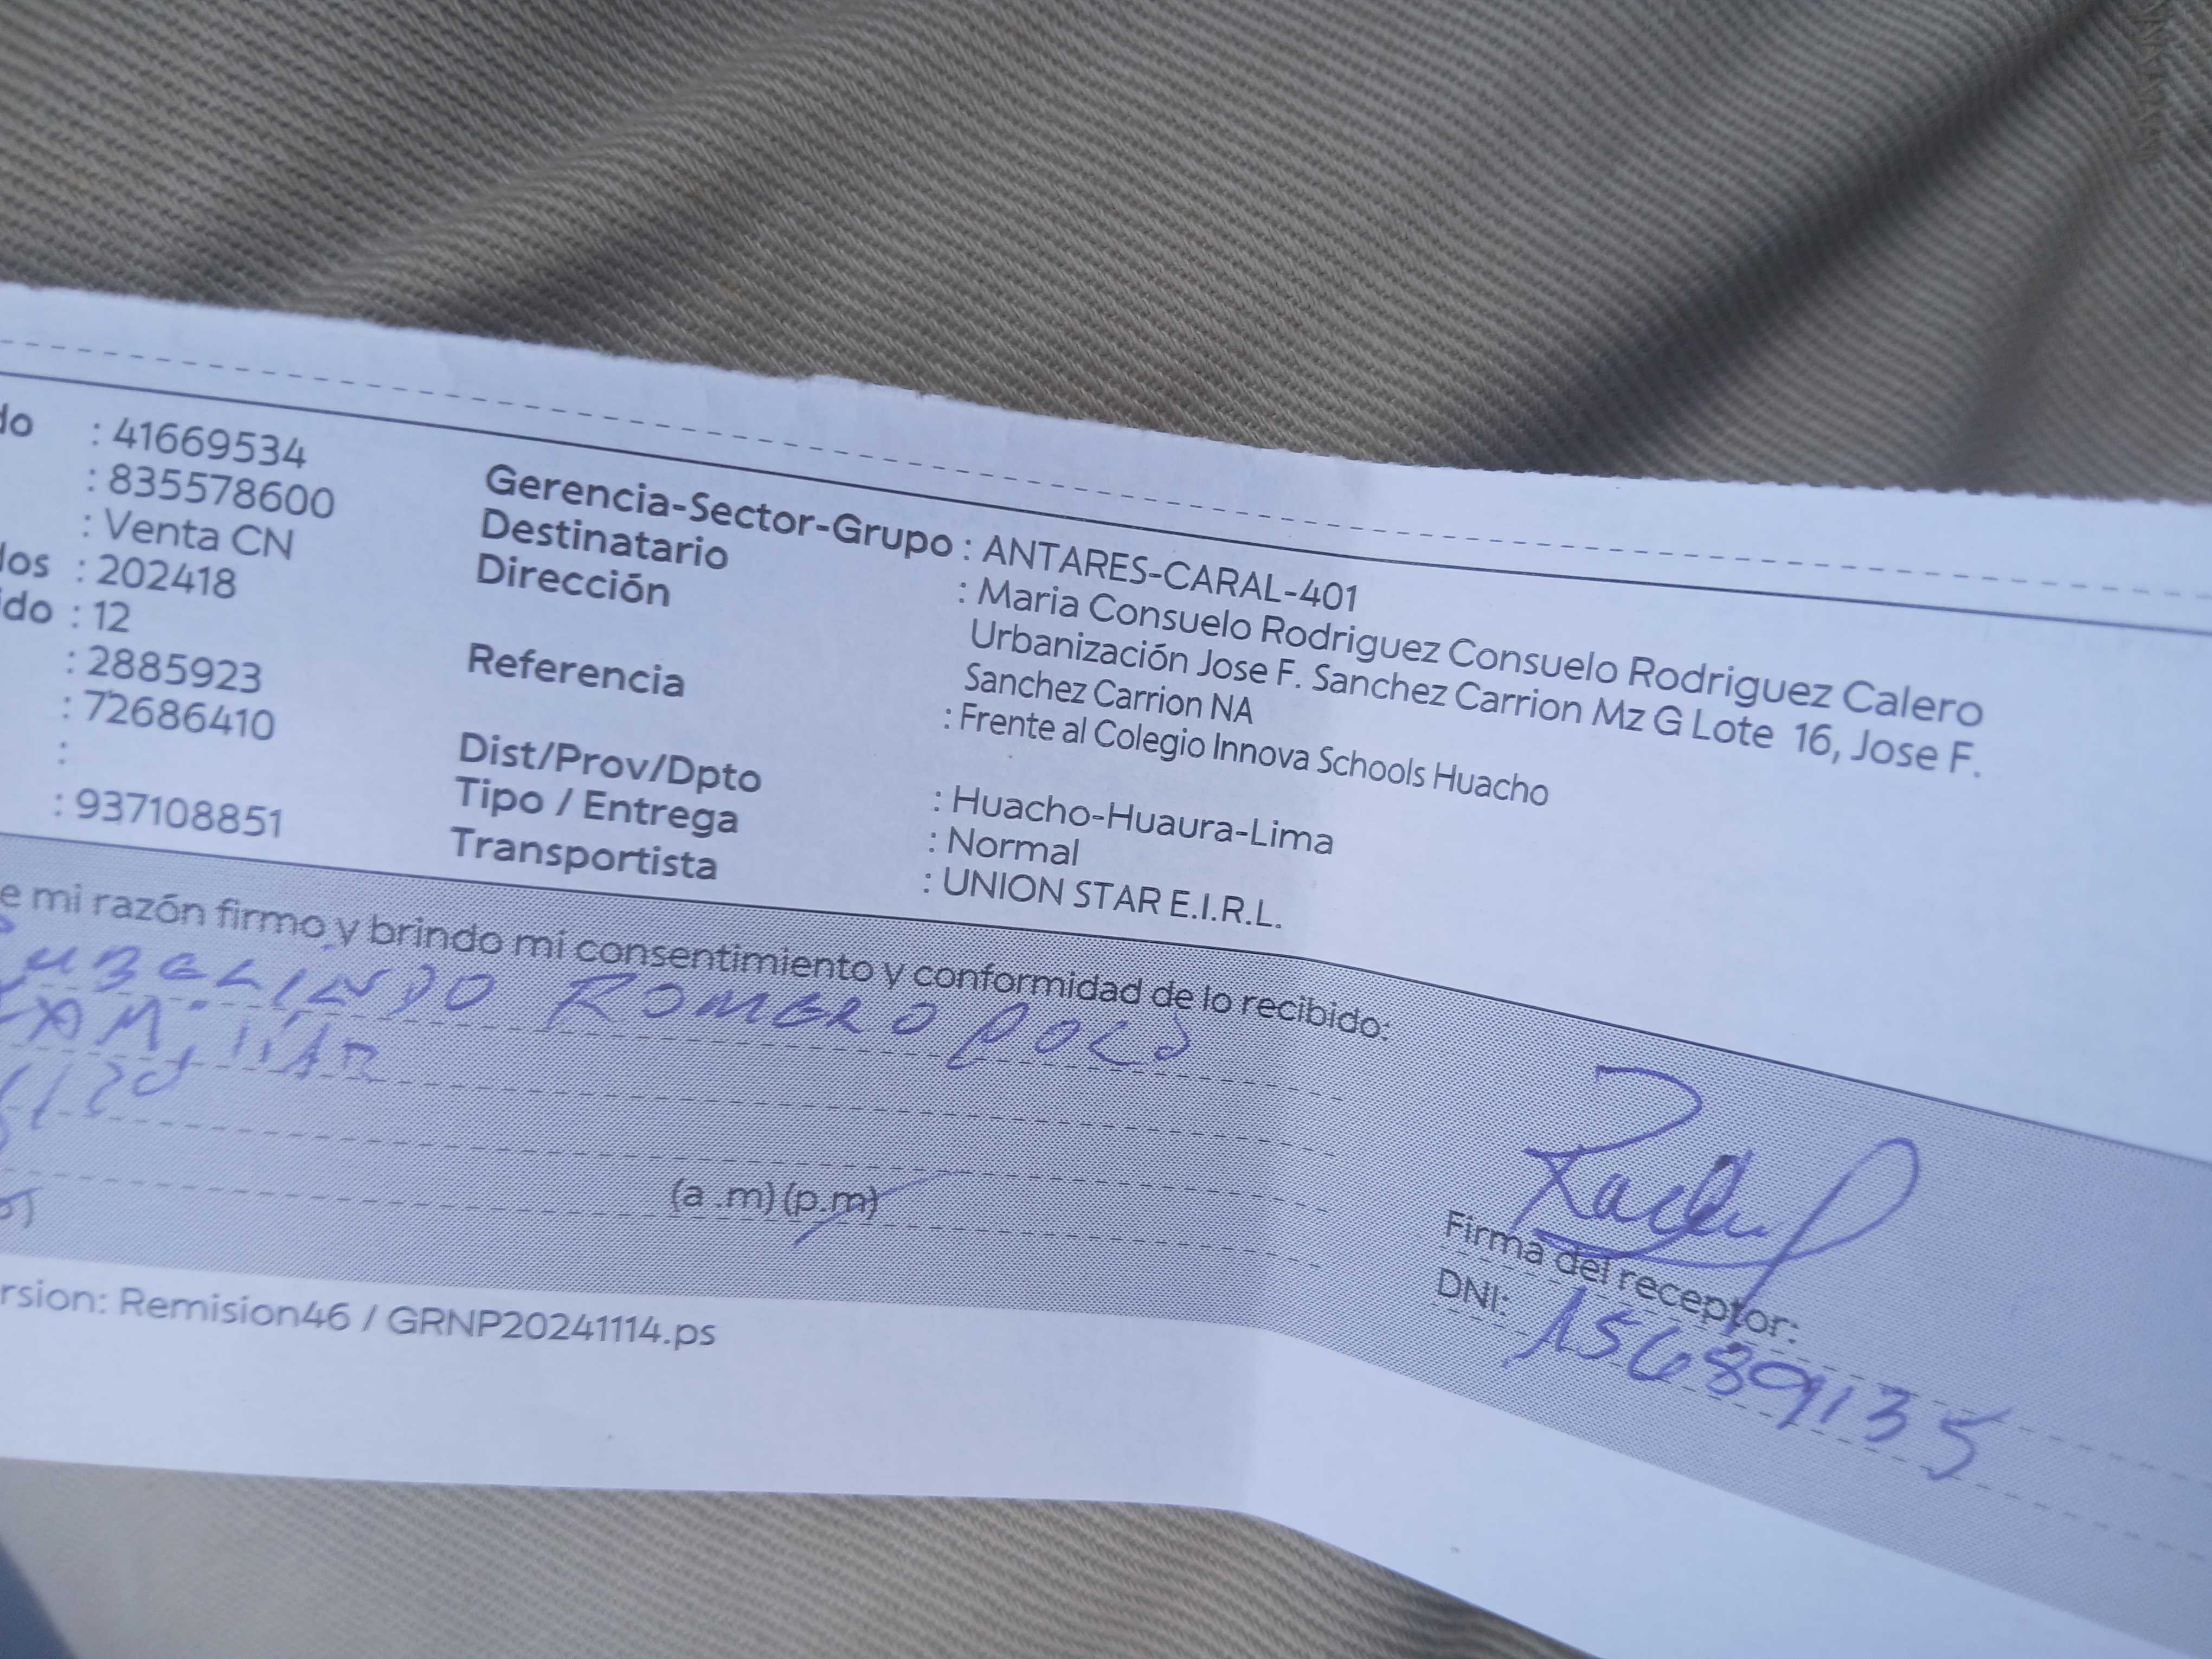 do : 41669534
: 835578600
: Venta CN
dos : 202418
ido : 12
: 2885923
: 72686410
:
: 937108851
Gerencia-Sector-Grupo : ANTARES-CARAL-401
Destinatario : Maria Consuelo Rodriguez Consuelo Rodriguez Calero
Dirección Urbanización Jose F. Sanchez Carrion Mz G Lote 16, Jose F.
Sanchez Carrion NA
Referencia : Frente al Colegio Innova Schools Huacho
Dist/Prov/Dpto : Huacho-Huaura-Lima
Tipo / Entrega : Normal
Transportista : UNION STAR E.I.R.L.
e mi razón firmo y brindo mi consentimiento y conformidad de lo recibido:
ROMERO
(a .m) (p.m)
Firma del receptor:
DNI: 15689135
rsion: Remision46 / GRNP20241114.ps